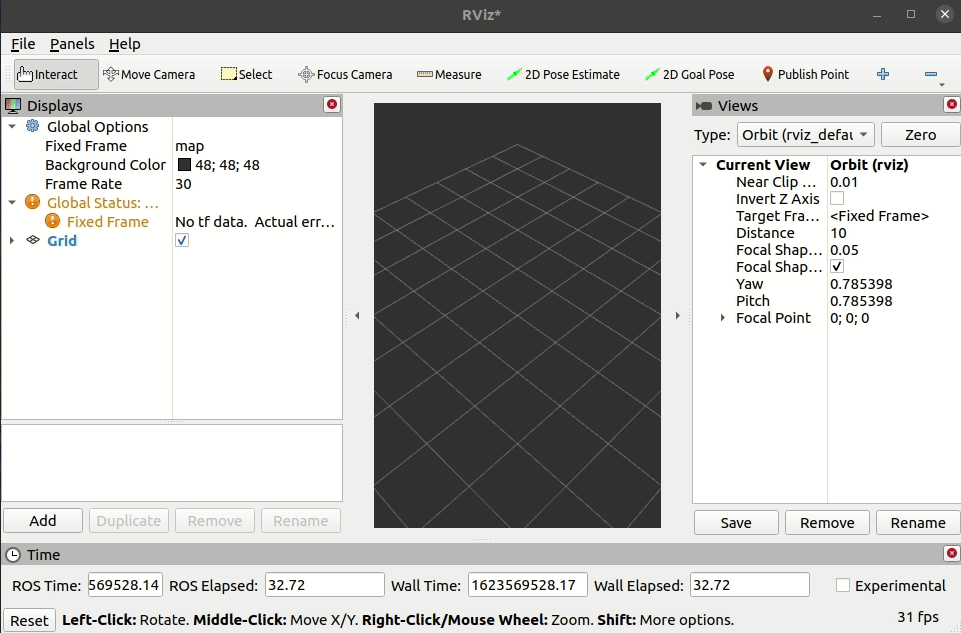 RViz*
File Panels Help
Interact Move Camera Select Focus Camera Measure 2D Pose Estimate 2D Goal Pose Publish Point
Displays
Global Options
Fixed Frame map
Background Color 48; 48; 48
Frame Rate 30
Global Status: ...
Fixed Frame No tf data. Actual err...
Grid
Add Duplicate Remove Rename
Views
Type: Orbit (rviz_defau Zero
Current View Orbit (rviz)
Near Clip ... 0.01
Invert Z Axis
Target Fra... <Fixed Frame>
Distance 10
Focal Shap... 0.05
Focal Shap...
Yaw 0.785398
Pitch 0.785398
Focal Point 0; 0; 0
Save Remove Rename
Time
ROS Time: 569528.14 ROS Elapsed: 32.72 Wall Time: 1623569528.17 Wall Elapsed: 32.72 Experimental
Reset Left-Click: Rotate. Middle-Click: Move X/Y. Right-Click/Mouse Wheel: Zoom. Shift: More options. 31 fps